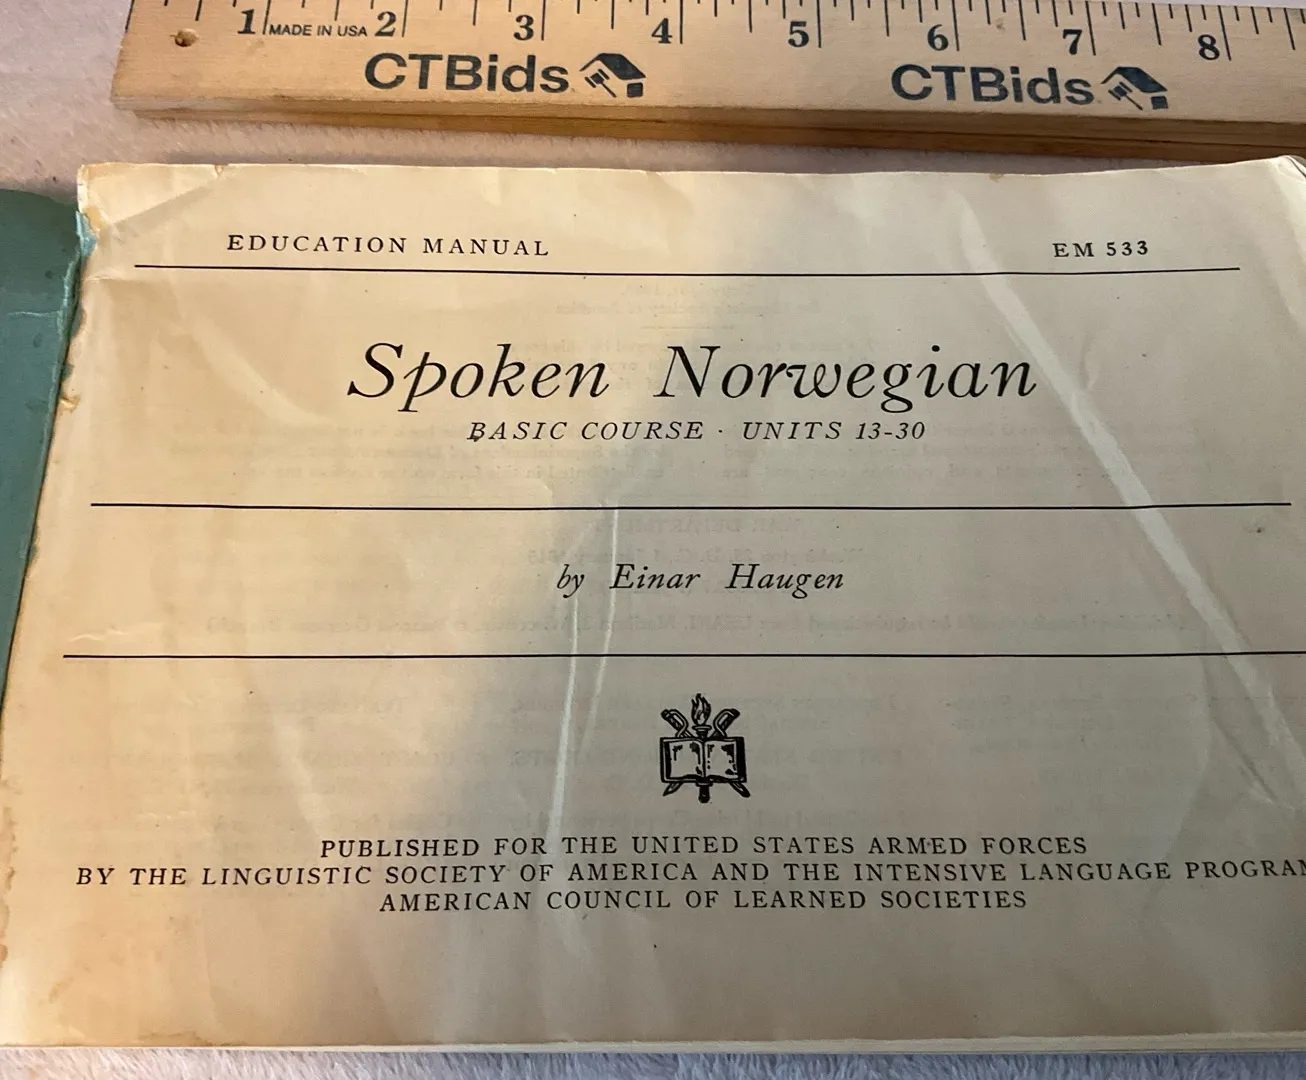 1 MADE IN USA 2 3 4 5 6 7 8
CTBids CTBids
EDUCATION MANUAL EM 533
Spoken Norwegian
BASIC COURSE · UNITS 13-30
by Einar Haugen
PUBLISHED FOR THE UNITED STATES ARMED FORCES
BY THE LINGUISTIC SOCIETY OF AMERICA AND THE INTENSIVE LANGUAGE
AMERICAN COUNCIL OF LEARNED SOCIETIES